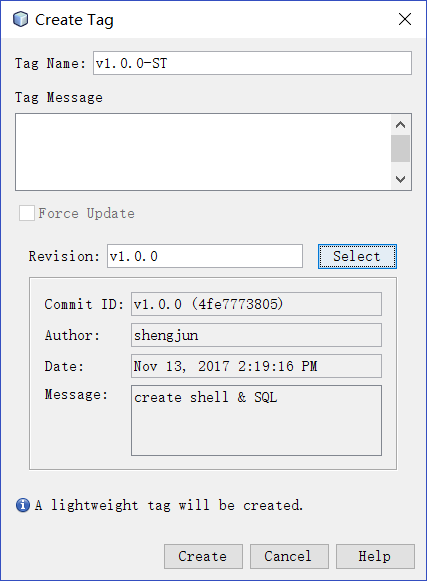 Create Tag
Tag Name: v1.0.0-ST
Tag Message
Force Update
Revision: v1.0.0 Select
Commit ID: v1.0.0 (4fe7773805)
Author: shengjun
Date: Nov 13, 2017 2:19:16 PM
Message: create shell & SQL
A lightweight tag will be created.
Create Cancel Help